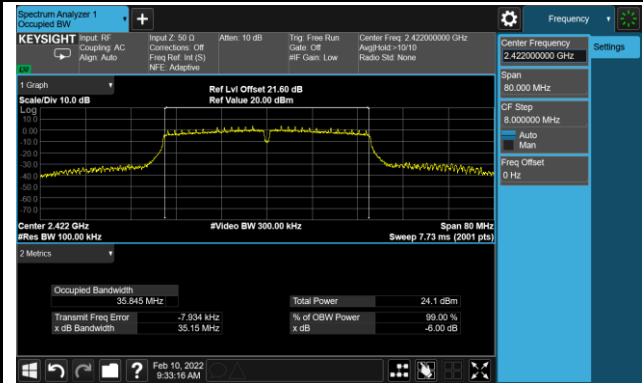 Spectrum Analyzer 1
Occupied BW
Frequency
KEYSIGHT
Input: RF
Coupling: AC
Align: Auto
Input Z: 50 Ω
Corrections: Off
Freq Ref: Int (S)
NFE: Adaptive
Atten: 10 dB
Trig: Free Run
Gate: Off
#IF Gain: Low
Center Freq: 2.422000000 GHz
Avg|Hold:>10/10
Radio Std: None
Center Frequency
2.422000000 GHz
Settings
Span
80.000 MHz
CF Step
8.000000 MHz
Auto
Man
Freq Offset
0 Hz
1 Graph
Scale/Div 10.0 dB
Ref Lvl Offset 21.60 dB
Ref Value 20.00 dBm
Log
10.0
0.00
-10.0
-20.0
-30.0
-40.0
-50.0
-60.0
-70.0
Center 2.422 GHz
#Video BW 300.00 kHz
Span 80 MHz
#Res BW 100.00 kHz
Sweep 7.73 ms (2001 pts)
2 Metrics
Occupied Bandwidth
35.845 MHz
Total Power
24.1 dBm
Transmit Freq Error
-7.934 kHz
% of OBW Power
99.00 %
x dB Bandwidth
35.15 MHz
x dB
-6.00 dB
Feb 10, 2022
9:33:16 AM